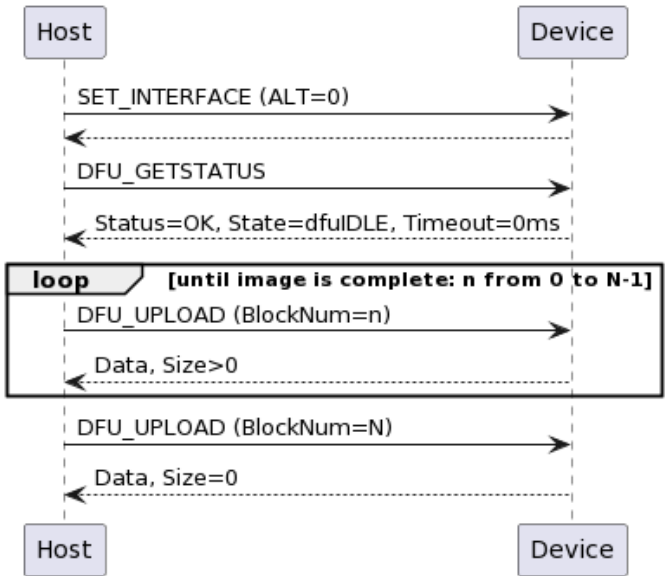 Host Device
SET_INTERFACE (ALT=0)
DFU_GETSTATUS
Status=OK, State=dfuIDLE, Timeout=0ms
loop [until image is complete: n from 0 to N-1]
DFU_UPLOAD (BlockNum=n)
Data, Size>0
DFU_UPLOAD (BlockNum=N)
Data, Size=0
Host Device